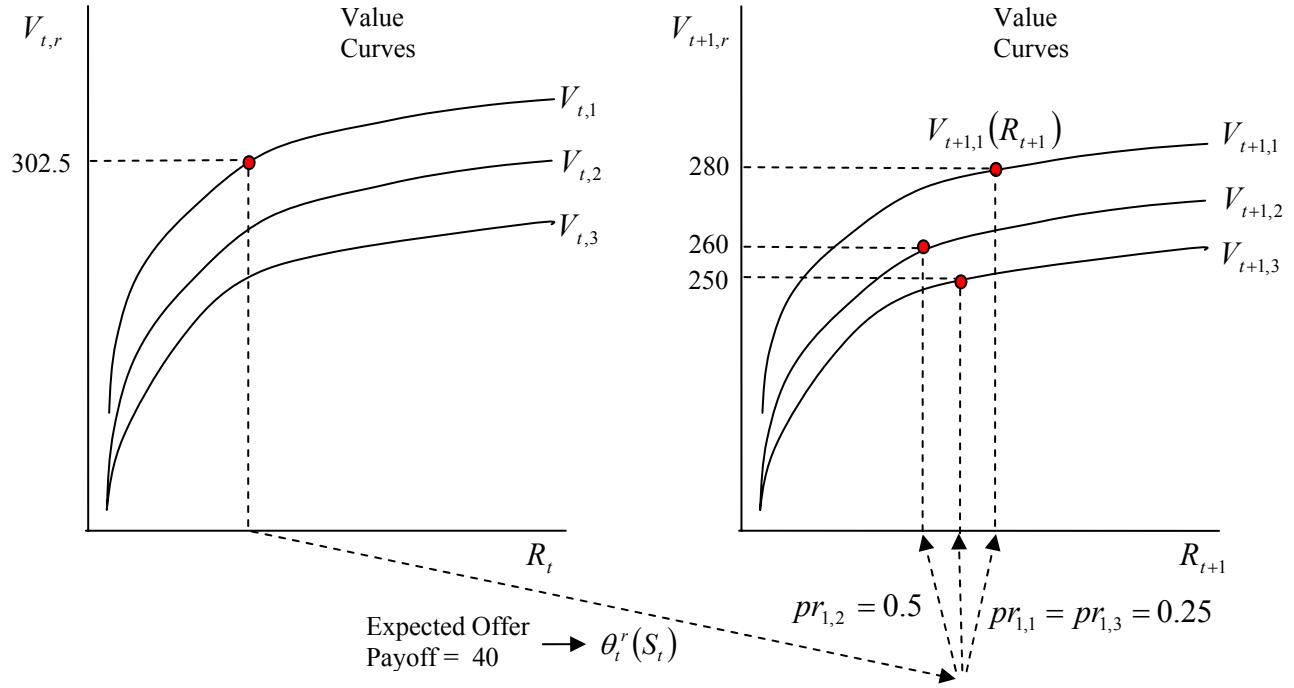 Value
Curves
V_{t,r}
V_{t,1}
302.5
V_{t,2}
V_{t,3}
R_t
Value
Curves
V_{t+1,r}
V_{t+1,1}(R_{t+1})
V_{t+1,1}
280
V_{t+1,2}
260
V_{t+1,3}
250
R_{t+1}
pr_{1,2} = 0.5
pr_{1,1} = pr_{1,3} = 0.25
Expected Offer
Payoff = 40 → θ_t^r(S_t)